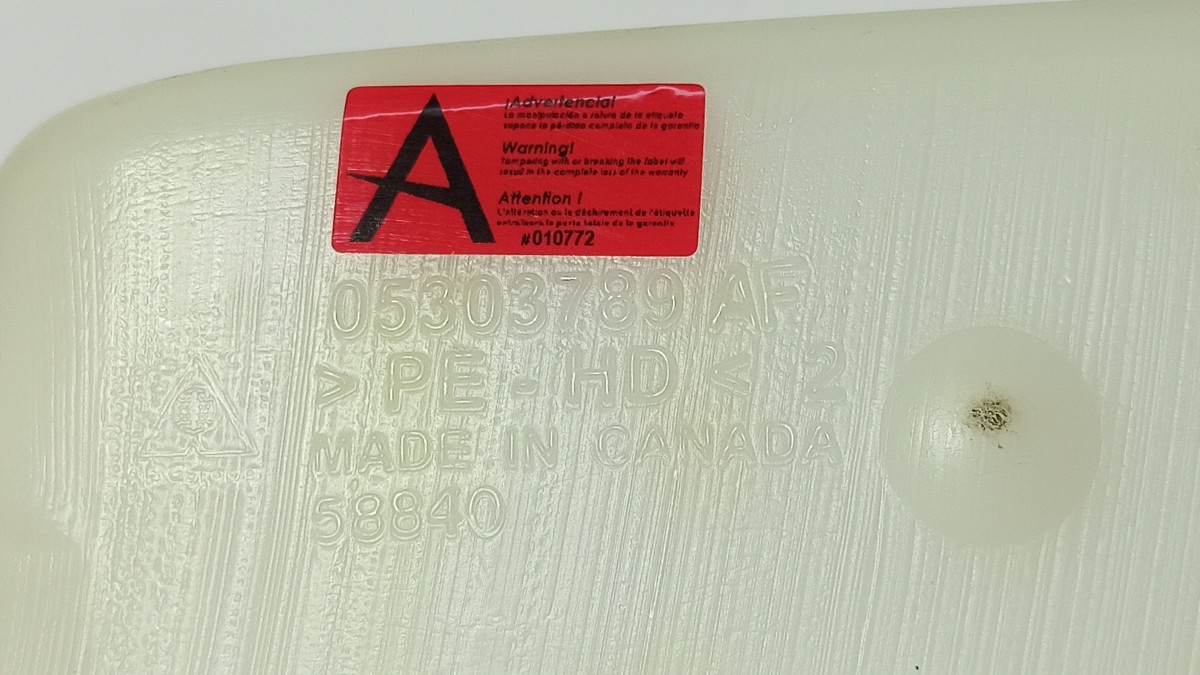 ¡Advertencia!
La manipulación o rotura de la etiqueta
supone la pérdida completa de la garantía
Warning!
Tampering with or breaking the label will
result in the complete loss of the warranty
Attention !
L'altération ou le déchirement de l'étiquette
entraînera la perte totale de la garantie
#010772
05303789 AF
> PE - HD < 2
MADE IN CANADA
58840